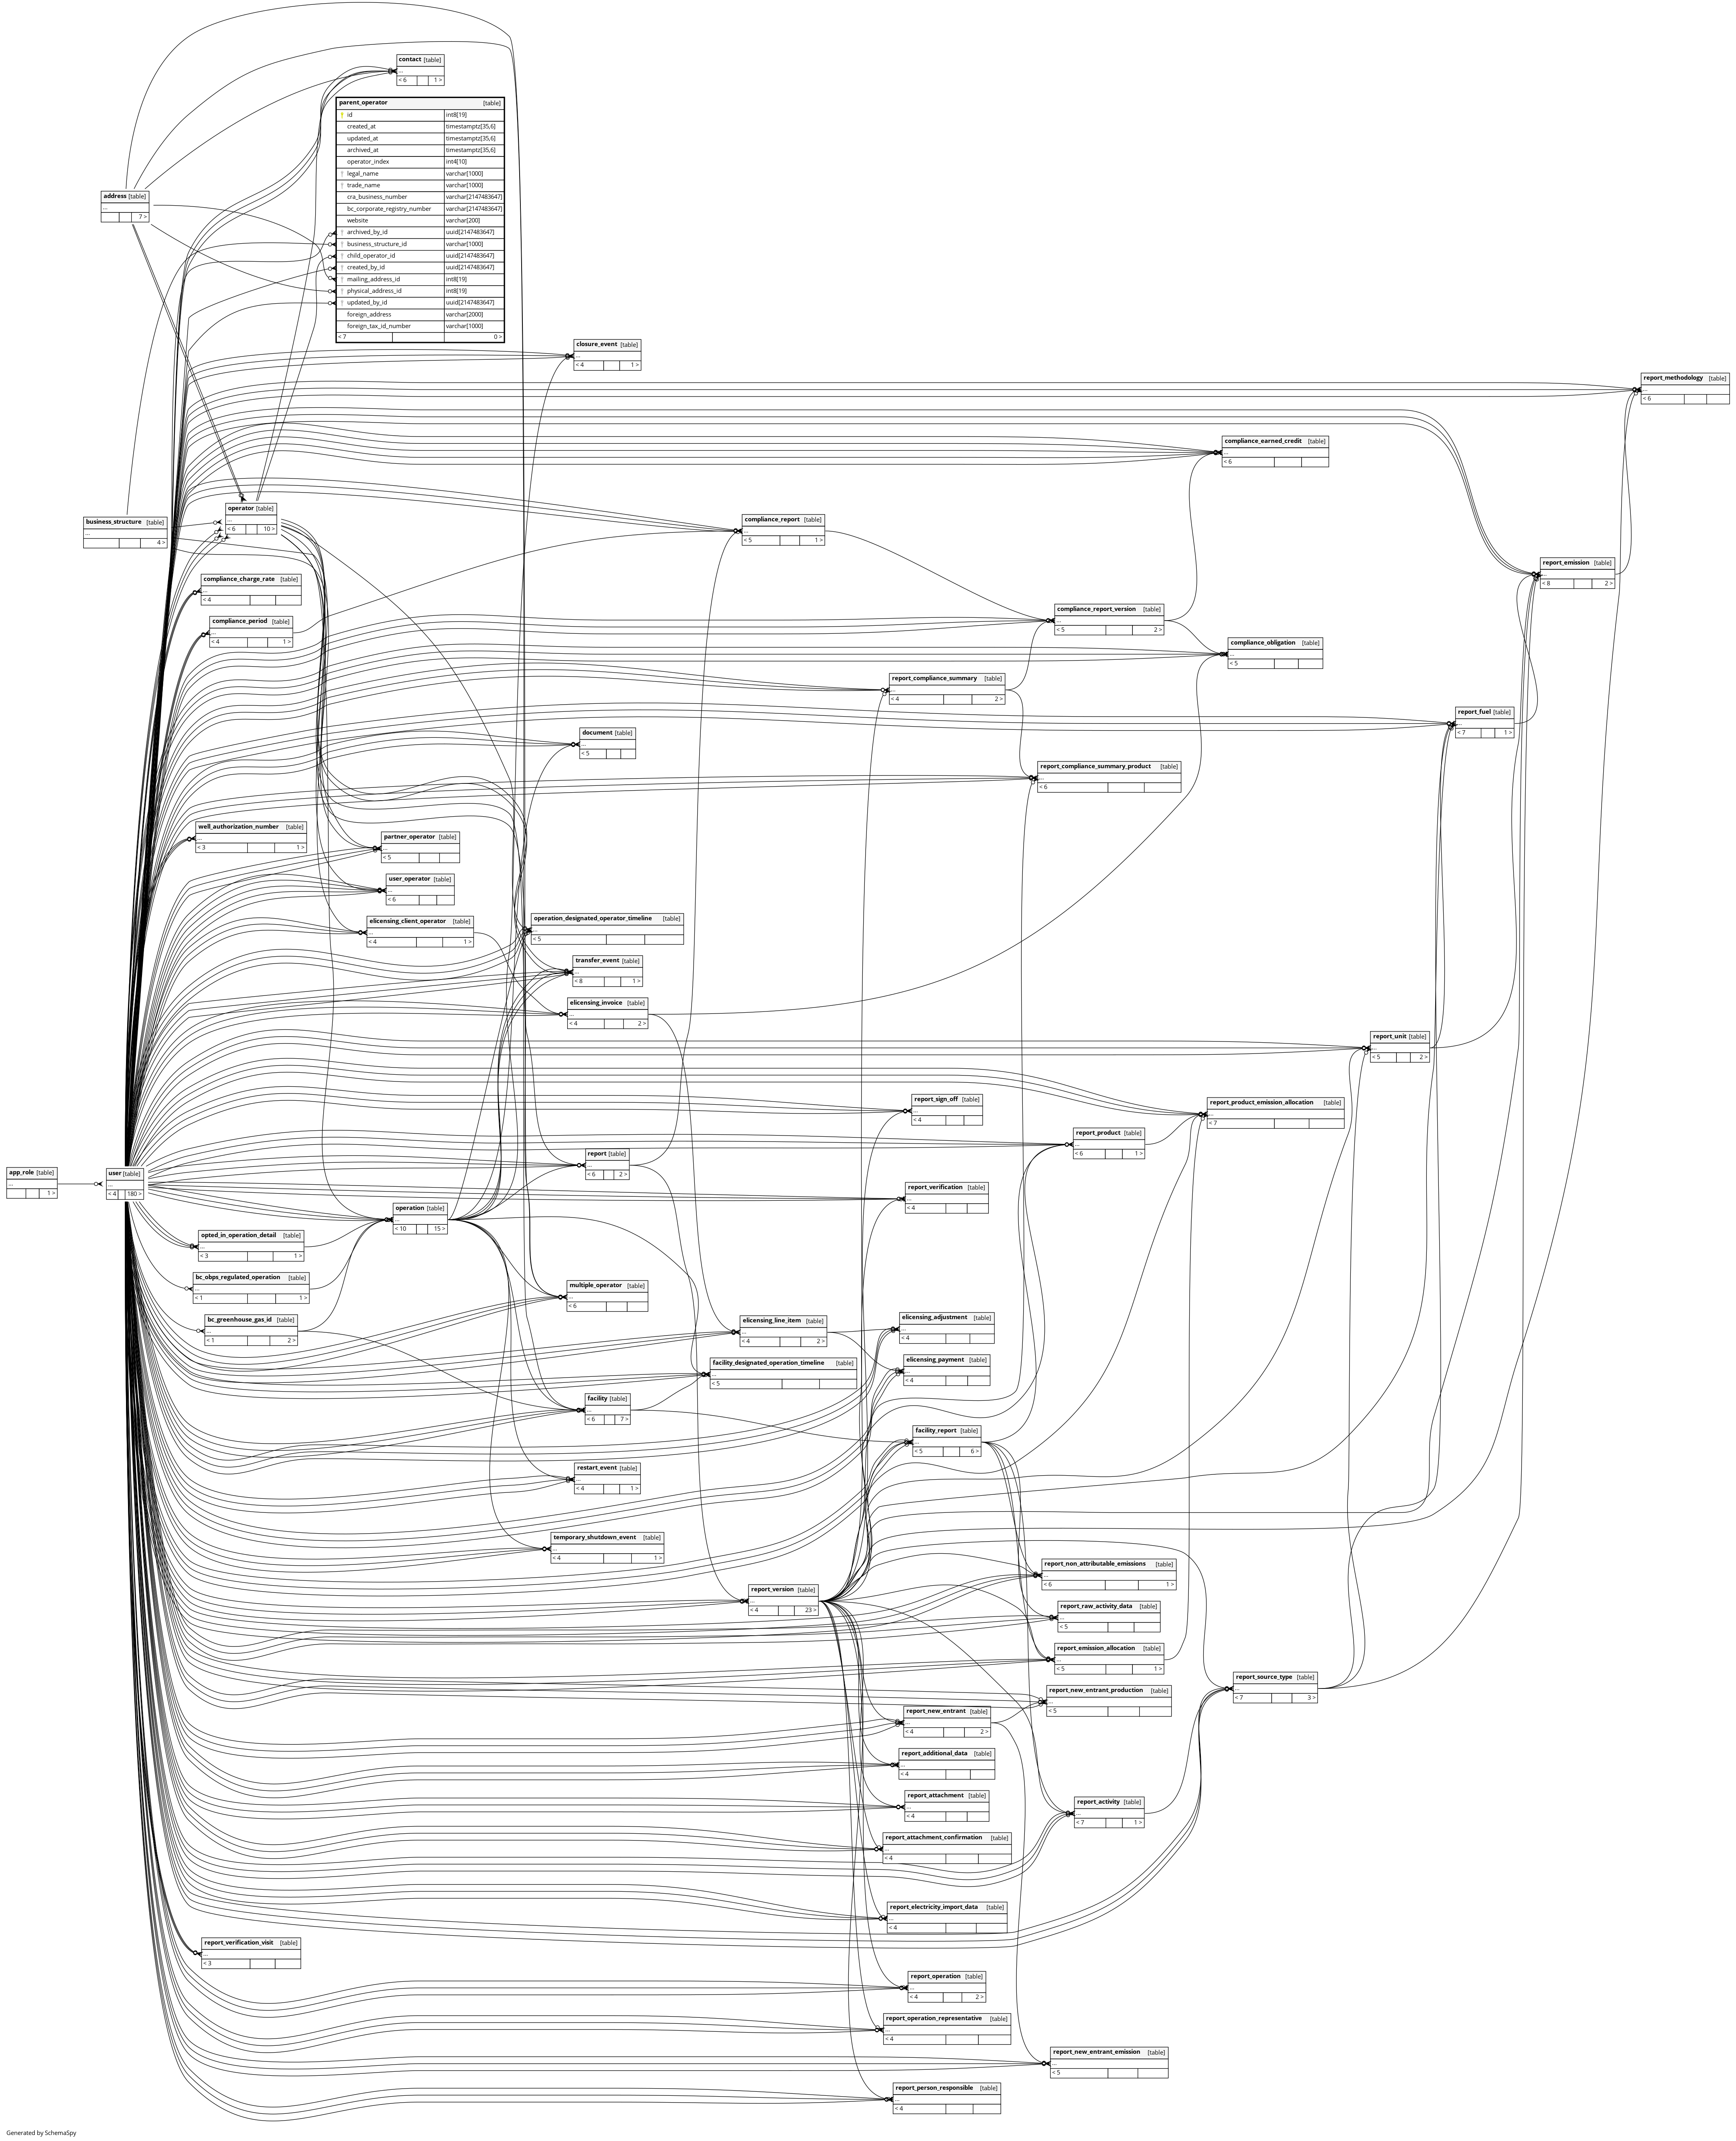 contact [table]
...
< 6 1 >
parent_operator [table]
id int8[19]
created_at timestamptz[35,6]
updated_at timestamptz[35,6]
archived_at timestamptz[35,6]
operator_index int4[10]
legal_name varchar[1000]
trade_name varchar[1000]
cra_business_number varchar[2147483647]
bc_corporate_registry_number varchar[2147483647]
website varchar[200]
archived_by_id uuid[2147483647]
business_structure_id varchar[1000]
child_operator_id uuid[2147483647]
created_by_id uuid[2147483647]
mailing_address_id int8[19]
physical_address_id int8[19]
updated_by_id uuid[2147483647]
foreign_address varchar[2000]
foreign_tax_id_number varchar[1000]
< 7 0 >
address [table]
...
7 >
closure_event [table]
...
< 4 1 >
report_methodology [table]
...
< 6
compliance_earned_credit [table]
...
< 6
operator [table]
...
< 6 10 >
business_structure [table]
...
4 >
compliance_report [table]
...
< 5 1 >
report_emission [table]
...
< 8 2 >
compliance_charge_rate [table]
...
< 4
compliance_period [table]
...
< 4 1 >
compliance_report_version [table]
...
< 5 2 >
compliance_obligation [table]
...
< 5
report_compliance_summary [table]
...
< 4 2 >
report_fuel [table]
...
< 7 1 >
document [table]
...
< 5
report_compliance_summary_product [table]
...
< 6
well_authorization_number [table]
...
< 3 1 >
partner_operator [table]
...
< 5
user_operator [table]
...
< 6
elicensing_client_operator [table]
...
< 4 1 >
operation_designated_operator_timeline [table]
...
< 5
transfer_event [table]
...
< 8 1 >
elicensing_invoice [table]
...
< 4 2 >
report_unit [table]
...
< 5 2 >
report_sign_off [table]
...
< 4
report_product_emission_allocation [table]
...
< 7
report_product [table]
...
< 6 1 >
report [table]
...
< 6 2 >
app_role [table]
...
1 >
user [table]
...
< 4 180 >
report_verification [table]
...
< 4
operation [table]
...
< 10 15 >
opted_in_operation_detail [table]
...
< 3 1 >
bc_obps_regulated_operation [table]
...
< 1 1 >
multiple_operator [table]
...
< 6
bc_greenhouse_gas_id [table]
...
< 1 2 >
elicensing_line_item [table]
...
< 4 2 >
elicensing_adjustment [table]
...
< 4
elicensing_payment [table]
...
< 4
facility_designated_operation_timeline [table]
...
< 5
facility [table]
...
< 6 7 >
facility_report [table]
...
< 5 6 >
restart_event [table]
...
< 4 1 >
temporary_shutdown_event [table]
...
< 4 1 >
report_non_attributable_emissions [table]
...
< 6 1 >
report_version [table]
...
< 4 23 >
report_raw_activity_data [table]
...
< 5
report_emission_allocation [table]
...
< 5 1 >
report_source_type [table]
...
< 7 3 >
report_new_entrant_production [table]
...
< 5
report_new_entrant [table]
...
< 4 2 >
report_additional_data [table]
...
< 4
report_attachment [table]
...
< 4
report_activity [table]
...
< 7 1 >
report_attachment_confirmation [table]
...
< 4
report_electricity_import_data [table]
...
< 4
report_verification_visit [table]
...
< 3
report_operation [table]
...
< 4 2 >
report_operation_representative [table]
...
< 4
report_new_entrant_emission [table]
...
< 5
report_person_responsible [table]
...
< 4
Generated by SchemaSpy